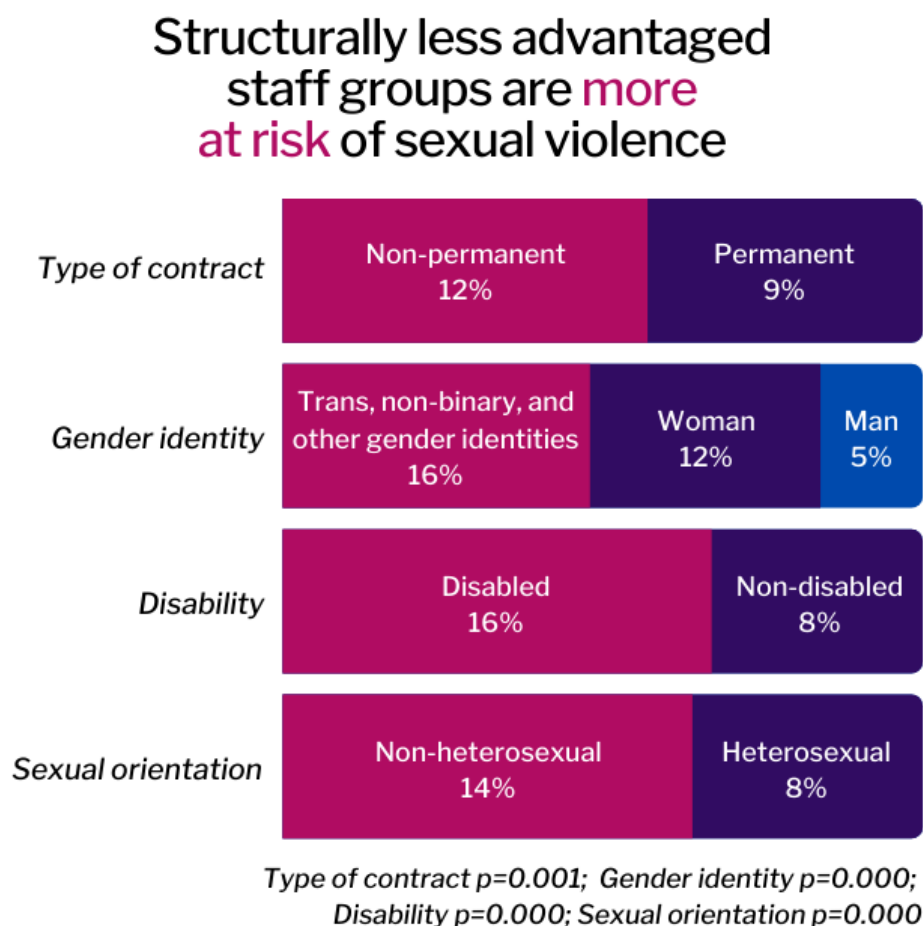 Structurally less advantaged
staff groups are more
at risk of sexual violence
Type of contract
Non-permanent
12%
Permanent
9%
Gender identity
Trans, non-binary, and
other gender identities
16%
Woman
12%
Man
5%
Disability
Disabled
16%
Non-disabled
8%
Sexual orientation
Non-heterosexual
14%
Heterosexual
8%
Type of contract p=0.001; Gender identity p=0.000;
Disability p=0.000; Sexual orientation p=0.000